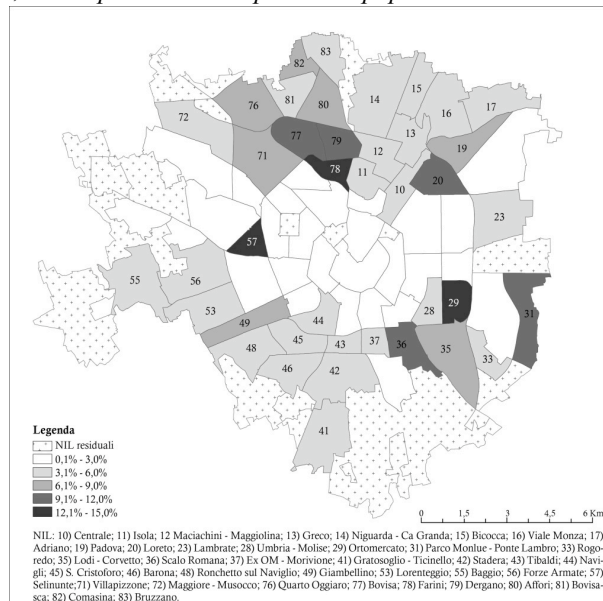 83
82
15
81
80
76
14
16
17
72
13
77
79
12
19
71
78
11
20
10
23
57
55
56
28
29
31
53
49
44
36
35
45
43
37
48
33
46
42
41
Legenda
NIL residuali
0,1% - 3,0%
3,1% - 6,0%
6,1% - 9,0%
9,1% - 12,0%
12,1% - 15,0%
0 1,5 3 4,5 6 Km
NIL: 10) Centrale; 11) Isola; 12 Maciachini - Maggiolina; 13) Greco; 14) Niguarda - Ca Granda; 15) Bicocca; 16) Viale Monza; 17)
Adriano; 19) Padova; 20) Loreto; 23) Lambrate; 28) Umbria - Molise; 29) Ortomercato; 31) Parco Monlue - Ponte Lambro; 33) Rogo-
redo; 35) Lodi - Corvetto; 36) Scalo Romana; 37) Ex OM - Morivione; 41) Gratosoglio - Ticinello; 42) Stadera; 43) Tibaldi; 44) Navi-
gli; 45) S. Cristoforo; 46) Barona; 48) Ronchetto sul Naviglio; 49) Giambellino; 53) Lorenteggio; 55) Baggio; 56) Forze Armate; 57)
Selinunte; 71) Villapizzone; 72) Maggiore - Musocco; 76) Quarto Oggiaro; 77) Bovisa; 78) Farini; 79) Dergano; 80) Affori; 81) Bovisa-
sca; 82) Comasina; 83) Bruzzano.